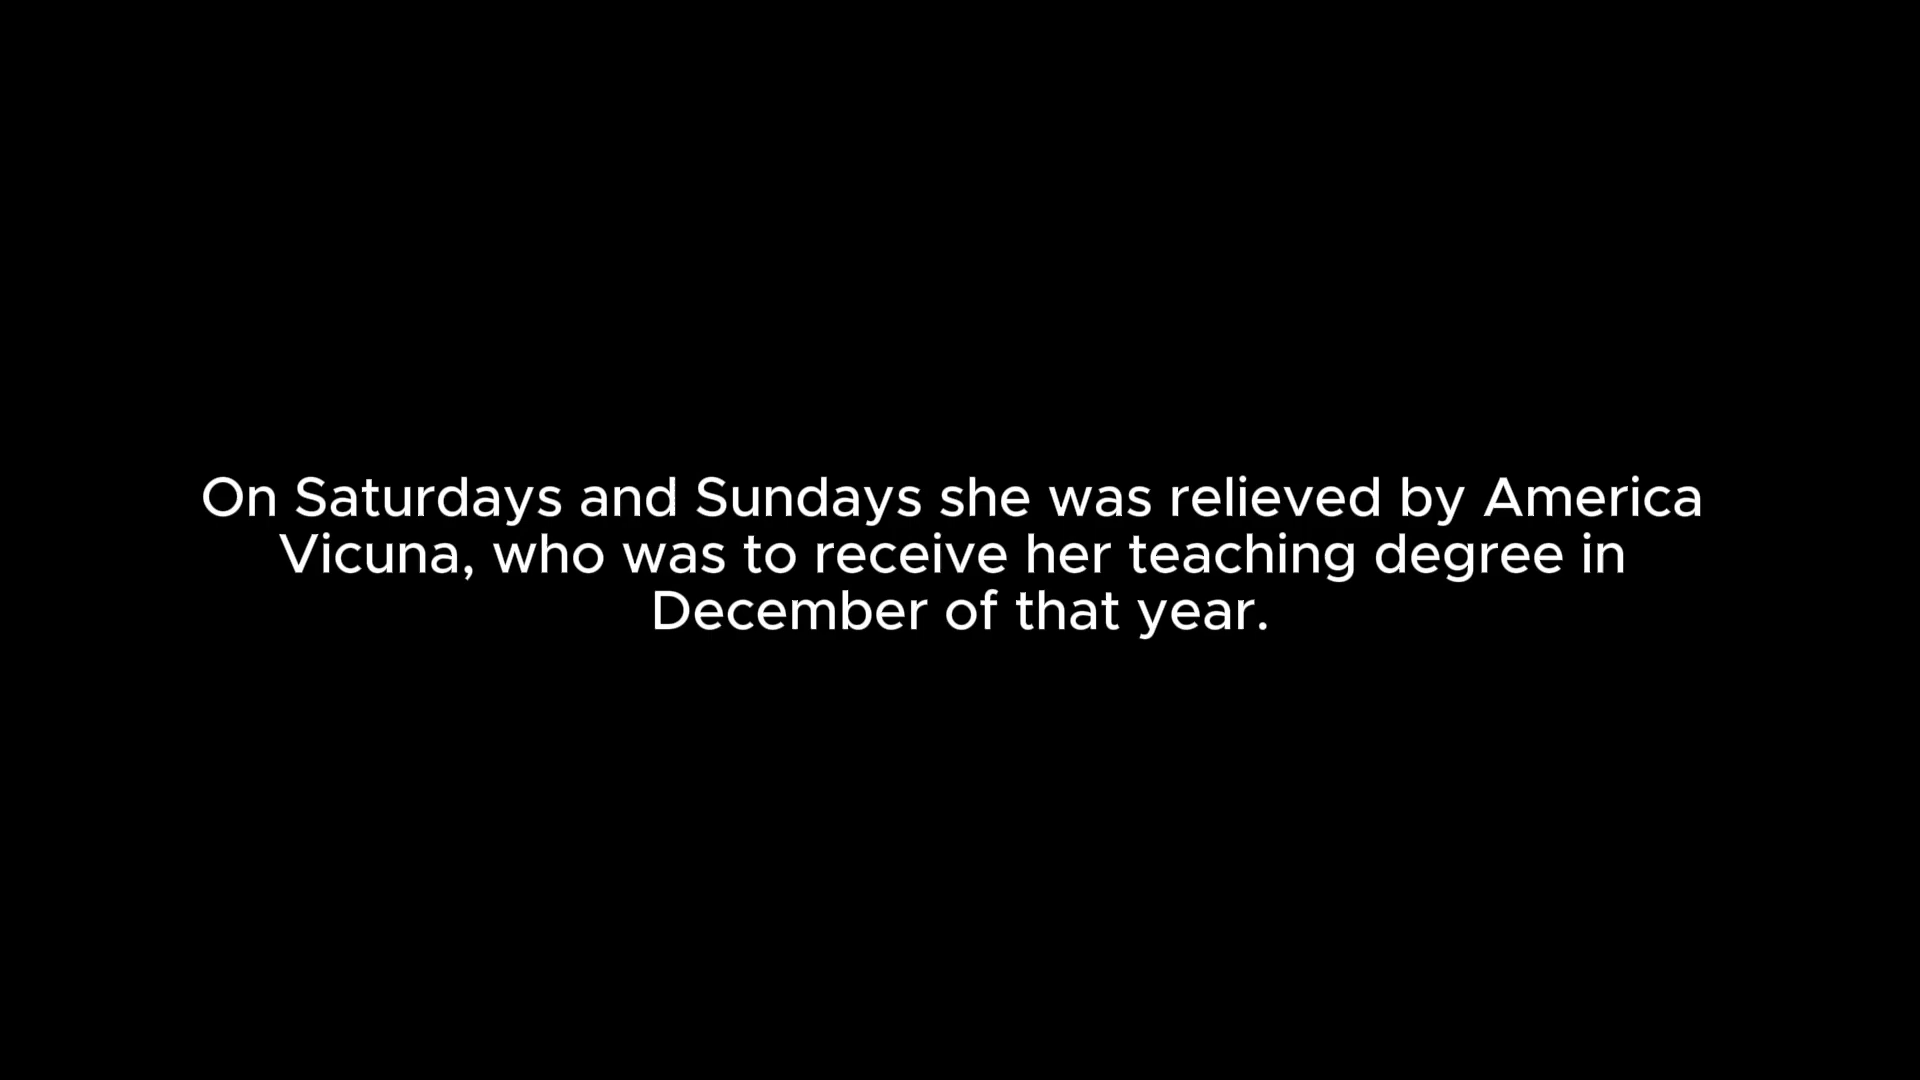 On Saturdays and Sundays she was relieved by America
Vicuna, who was to receive her teaching degree in
December of that year.